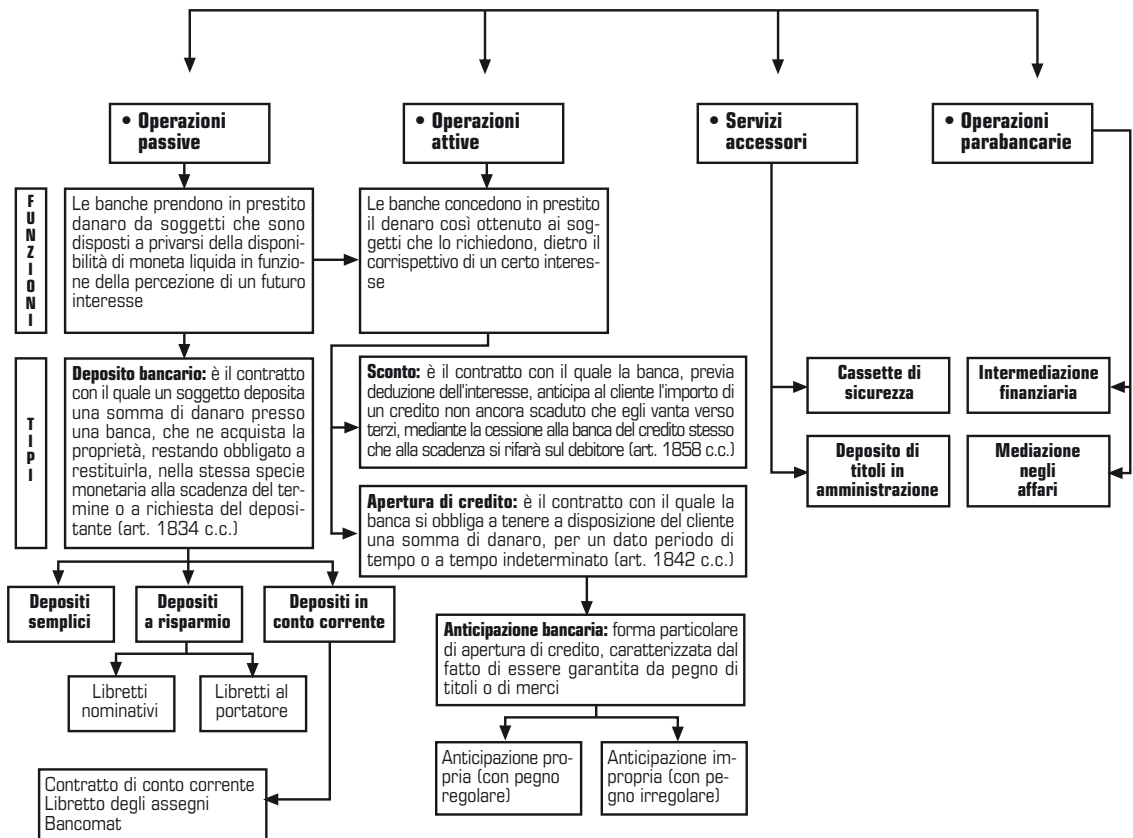 • Operazioni
passive
• Operazioni
attive
• Servizi
accessori
• Operazioni
parabancarie
FUNZIONI
Le banche prendono in prestito
danaro da soggetti che sono
disposti a privarsi della disponi-
bilità di moneta liquida in funzio-
ne della percezione di un futuro
interesse
Le banche concedono in prestito
il denaro così ottenuto ai sog-
getti che lo richiedono, dietro il
corrispettivo di un certo interes-
se
TIPI
Deposito bancario: è il contratto
con il quale un soggetto deposita
una somma di danaro presso
una banca, che ne acquista la
proprietà, restando obbligato a
restituirla, nella stessa specie
monetaria alla scadenza del ter-
mine o a richiesta del deposi-
tante (art. 1834 c.c.)
Sconto: è il contratto con il quale la banca, previa
deduzione dell'interesse, anticipa al cliente l'importo di
un credito non ancora scaduto che egli vanta verso
terzi, mediante la cessione alla banca del credito stesso
che alla scadenza si rifarà sul debitore (art. 1858 c.c.)
Apertura di credito: è il contratto con il quale la
banca si obbliga a tenere a disposizione del cliente
una somma di danaro, per un dato periodo di
tempo o a tempo indeterminato (art. 1842 c.c.)
Cassette di
sicurezza
Intermediazione
finanziaria
Deposito di
titoli in
amministrazione
Mediazione
negli
affari
Depositi
semplici
Depositi
a risparmio
Depositi in
conto corrente
Anticipazione bancaria: forma particolare
di apertura di credito, caratterizzata dal
fatto di essere garantita da pegno di
titoli o di merci
Libretti
nominativi
Libretti al
portatore
Anticipazione pro-
pria (con pegno
regolare)
Anticipazione im-
propria (con pe-
gno irregolare)
Contratto di conto corrente
Libretto degli assegni
Bancomat